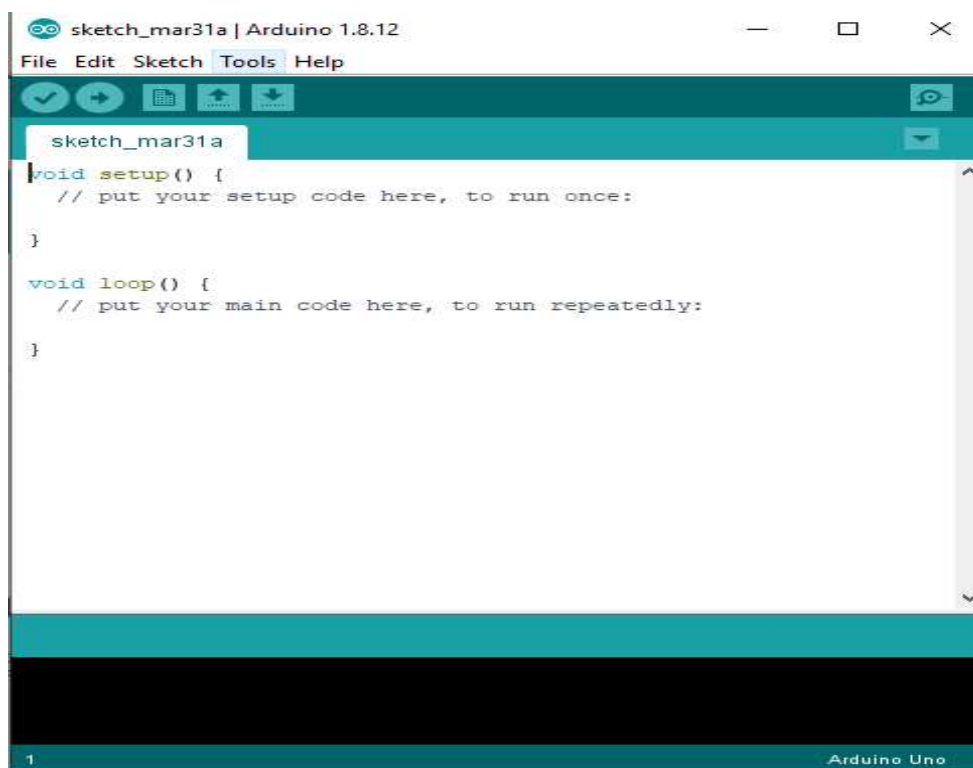 sketch_mar31a | Arduino 1.8.12
File Edit Sketch Tools Help
sketch_mar31a
void setup() {
  // put your setup code here, to run once:
}
void loop() {
  // put your main code here, to run repeatedly:
}
1 Arduino Uno